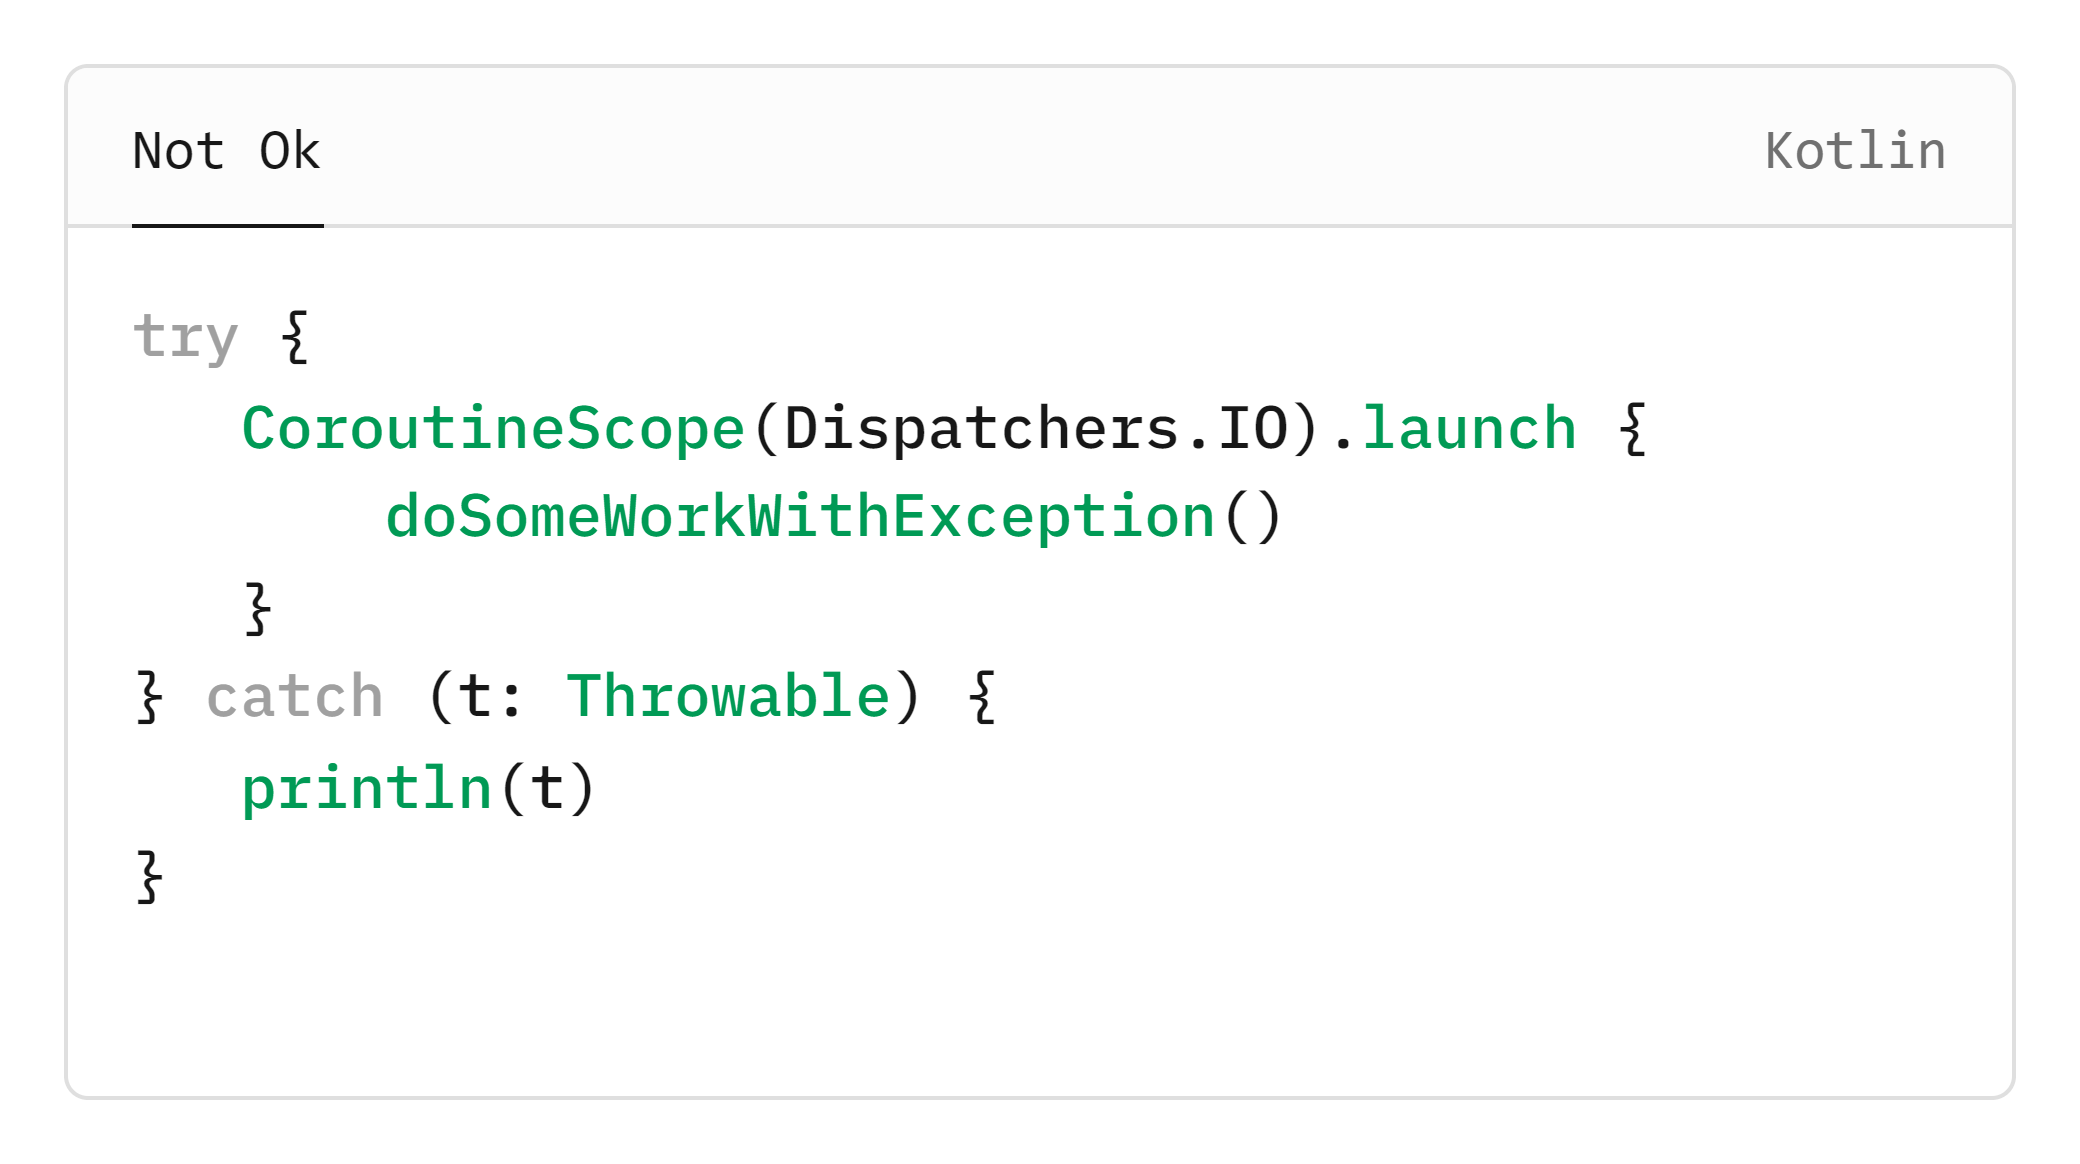 Not Ok
Kotlin
try {
   CoroutineScope(Dispatchers.IO).launch {
       doSomeWorkWithException()
   }
} catch (t: Throwable) {
   println(t)
}